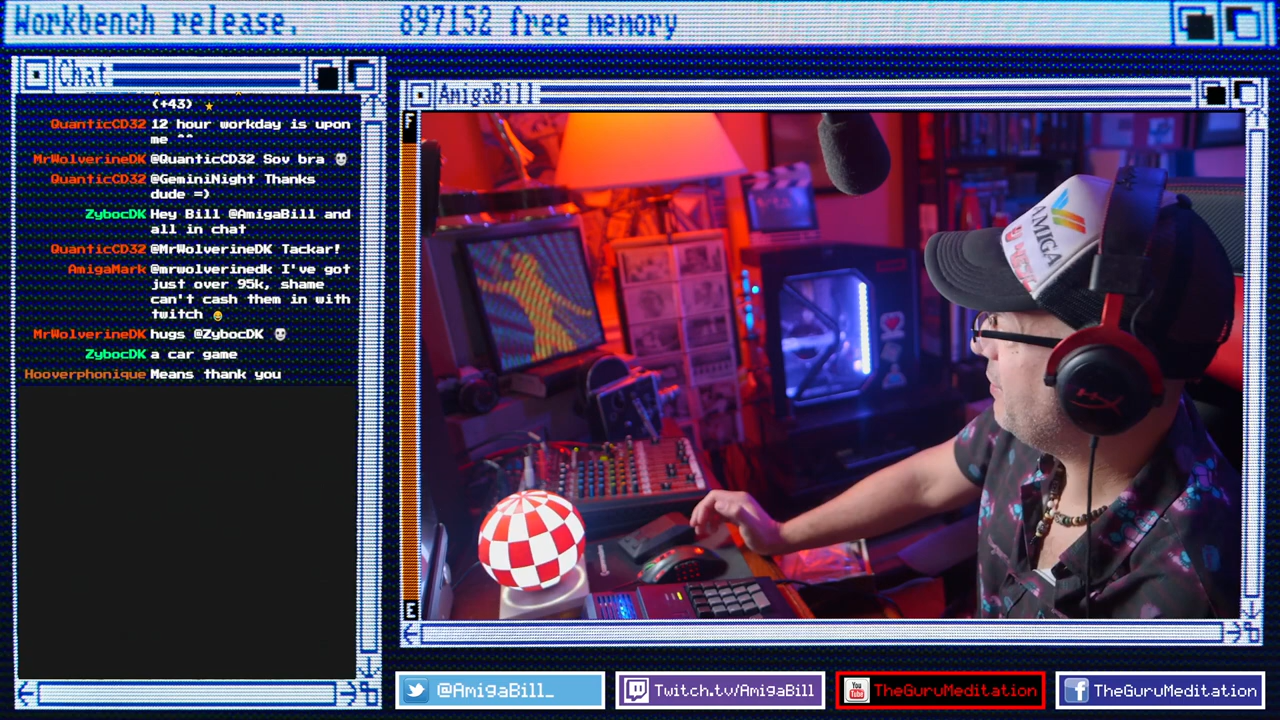 Workbench release.    897152 free memory
Chat
(+43)
QuanticCD32 12 hour workday is upon
me ^^
MrWolverineDK @QuanticCD32 Sov bra
QuanticCD32 @GeminiNight Thanks
dude =)
ZybocDK Hey Bill @AmigaBill and
all in chat
QuanticCD32 @MrWolverineDK Tackar!
AmigaMark @mrwolverinedk I've got
just over 95k, shame
can't cash them in with
twitch
MrWolverineDK hugs @ZybocDK
ZybocDK a car game
Hooverphonique Means thank you
AmigaBill
F
AMIGA
E
@AmigaBill_
Twitch.tv/AmigaBill
You Tube TheGuruMeditation
f TheGuruMeditation